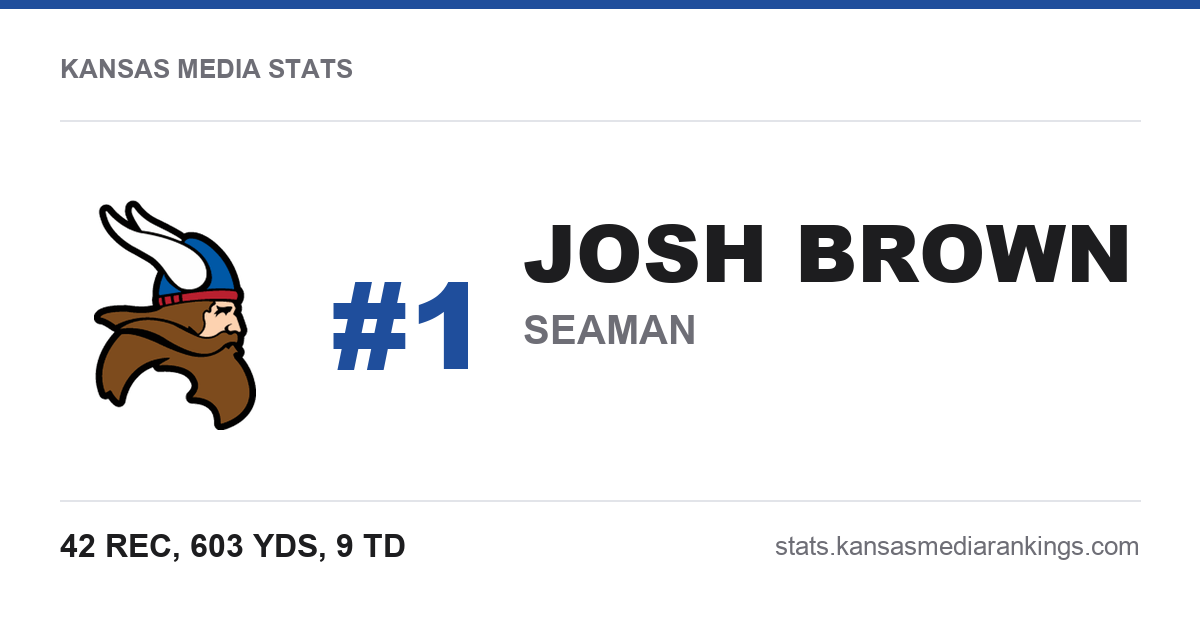 KANSAS MEDIA STATS
#1
JOSH BROWN
SEAMAN
42 REC, 603 YDS, 9 TD
stats.kansasmediarankings.com